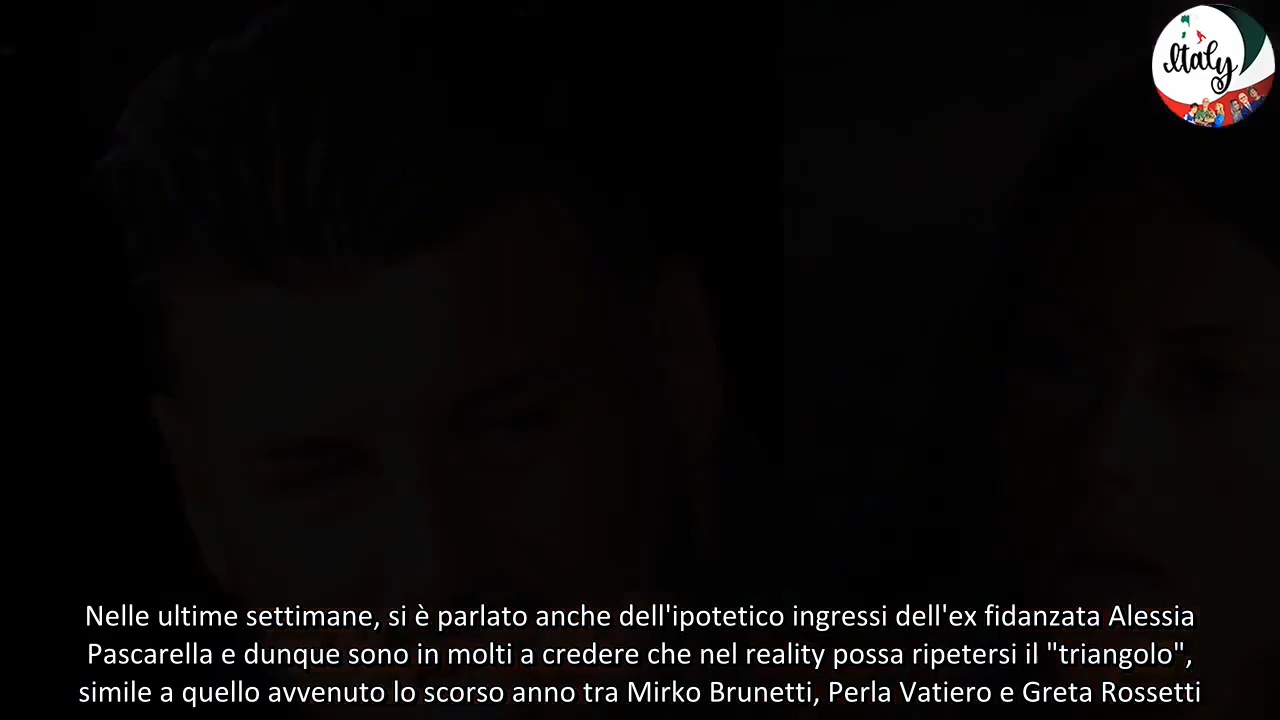 Italy
Nelle ultime settimane, si è parlato anche dell'ipotetico ingressi dell'ex fidanzata Alessia
Pascarella e dunque sono in molti a credere che nel reality possa ripetersi il "triangolo",
simile a quello avvenuto lo scorso anno tra Mirko Brunetti, Perla Vatiero e Greta Rossetti